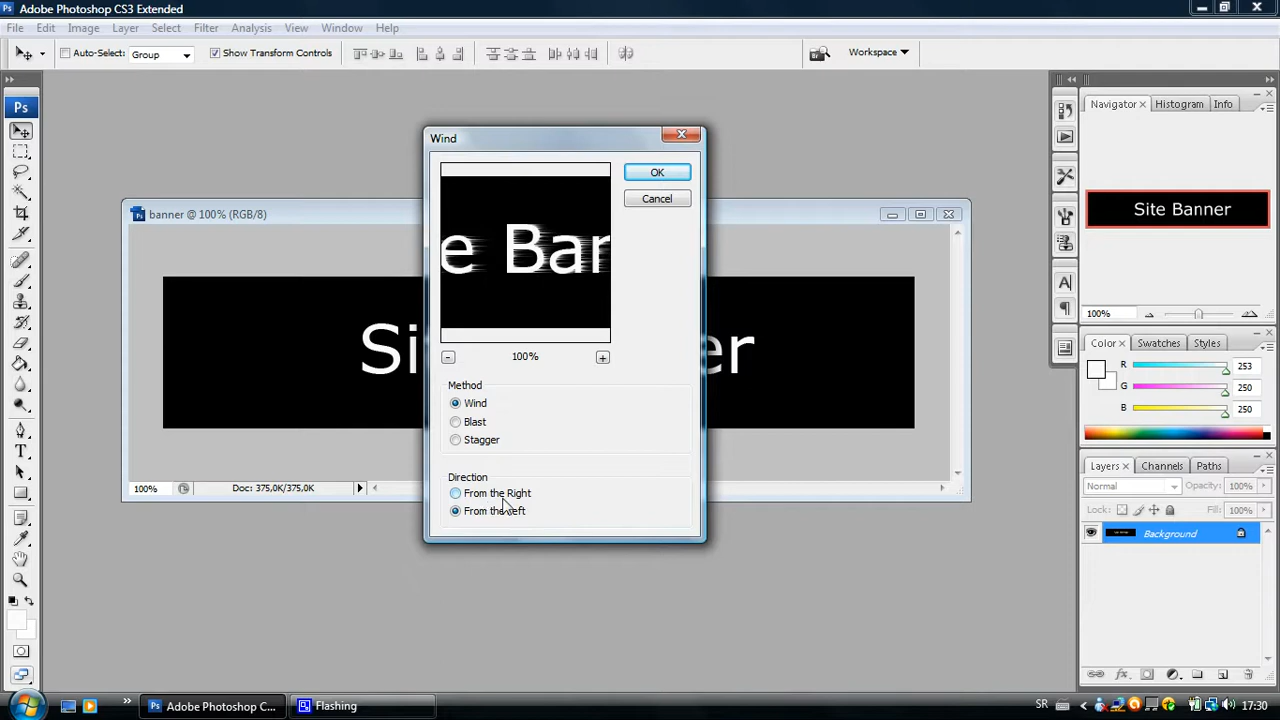 Adobe Photoshop CS3 Extended
File Edit Image Layer Select Filter Analysis View Window Help
Auto-Select: Group Show Transform Controls Workspace
Ps
Navigator Histogram Info
Site Banner
100%
Color Swatches Styles
R 253
G 250
B 250
Layers Channels Paths
Normal Opacity: 100%
Lock: Fill: 100%
Background
banner @ 100% (RGB/8)
100% Doc: 375,0K/375,0K
Wind
OK
Cancel
e Bar
100%
Method
Wind
Blast
Stagger
Direction
From the Right
From the Left
Adobe Photoshop C... Flashing SR 17:30